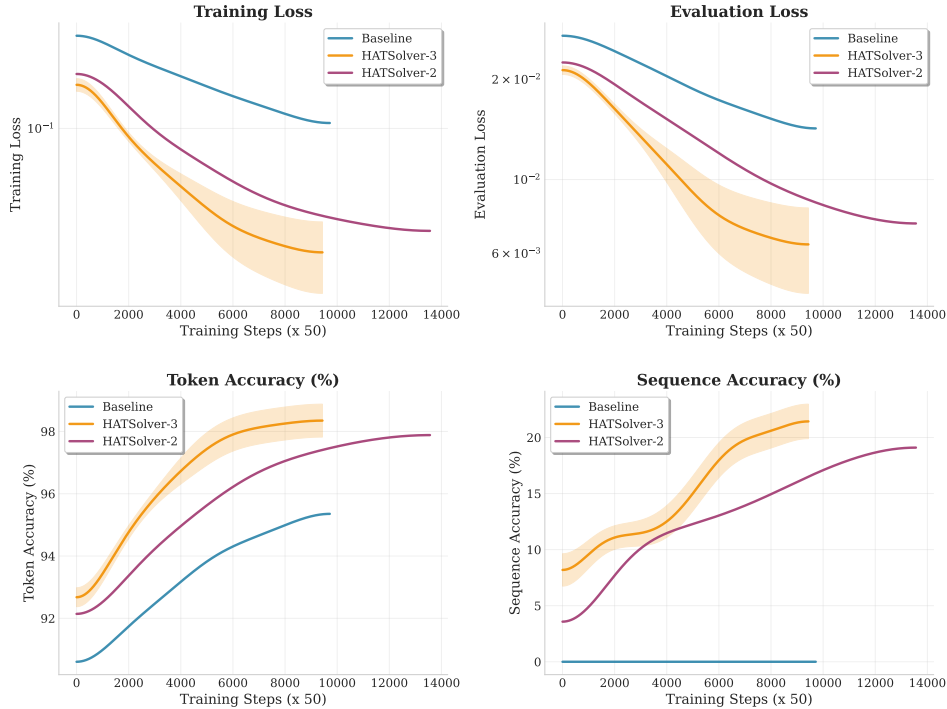 Training Loss
Training Loss
10⁻¹
Baseline
HATSolver-3
HATSolver-2
0 2000 4000 6000 8000 10000 12000 14000
Training Steps (x 50)
Evaluation Loss
Evaluation Loss
2 × 10⁻²
10⁻²
6 × 10⁻³
Baseline
HATSolver-3
HATSolver-2
0 2000 4000 6000 8000 10000 12000 14000
Training Steps (x 50)
Token Accuracy (%)
Token Accuracy (%)
98
96
94
92
Baseline
HATSolver-3
HATSolver-2
0 2000 4000 6000 8000 10000 12000 14000
Training Steps (x 50)
Sequence Accuracy (%)
Sequence Accuracy (%)
20
15
10
5
0
Baseline
HATSolver-3
HATSolver-2
0 2000 4000 6000 8000 10000 12000 14000
Training Steps (x 50)